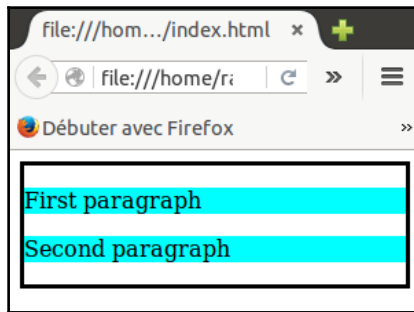 file:///hom.../index.html ×
file:///home/ra »
Débuter avec Firefox »
First paragraph
Second paragraph